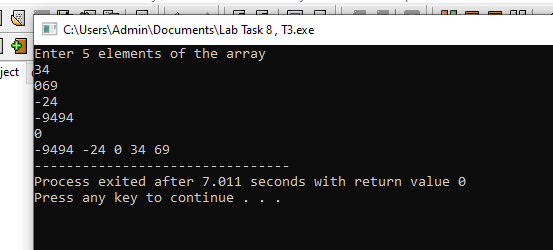 C:\Users\Admin\Documents\Lab Task 8 , T3.exe
Enter 5 elements of the array
ject
34
069
-24
-9494
0
-9494 -24 0 34 69
--------------------------------
Process exited after 7.011 seconds with return value 0
Press any key to continue . . .